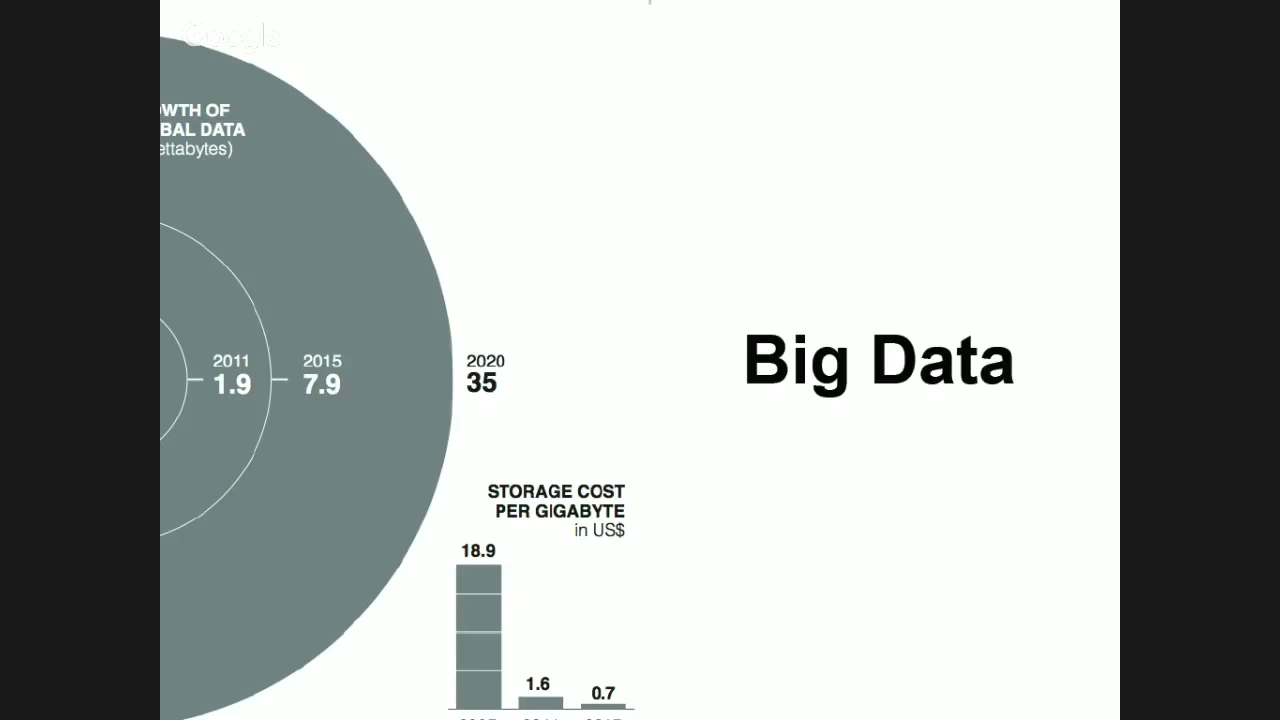 Google
WTH OF
BAL DATA
ettabytes)
2011
1.9
2015
7.9
2020
35
Big Data
STORAGE COST
PER GIGABYTE
in US$
18.9
1.6
0.7